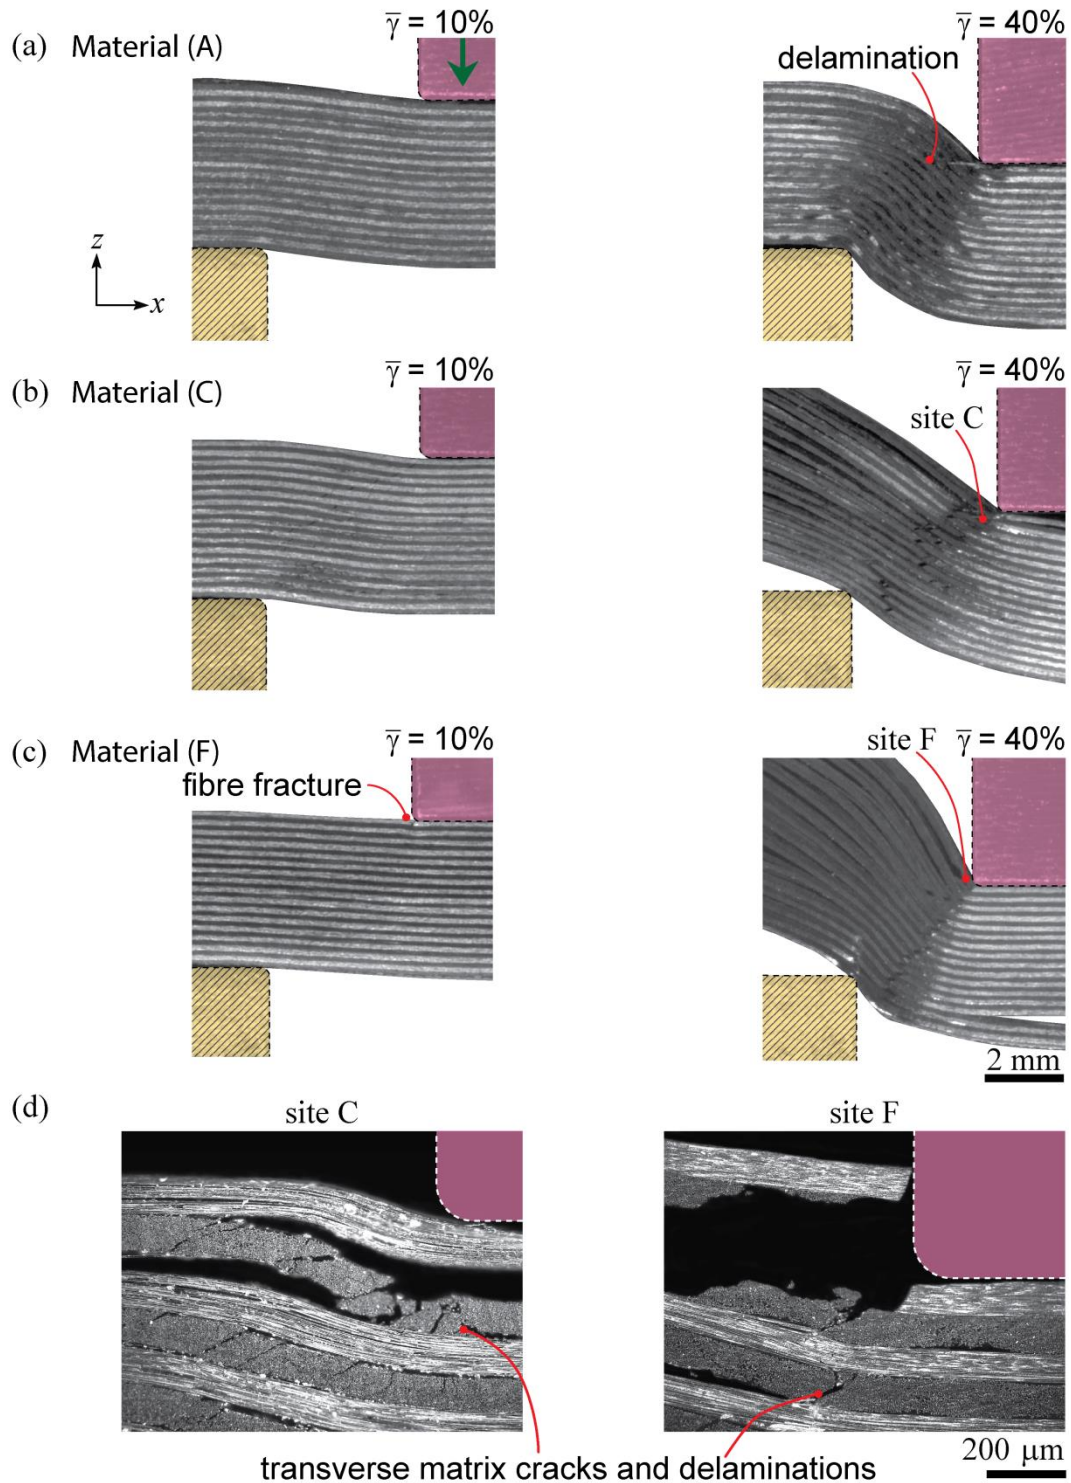 (a) Material (A)
γ̅ = 10%
γ̅ = 40%
delamination
z
x
(b) Material (C)
γ̅ = 10%
γ̅ = 40%
site C
(c) Material (F)
γ̅ = 10%
site F
γ̅ = 40%
fibre fracture
2 mm
(d)
site C
site F
200 μm
transverse matrix cracks and delaminations